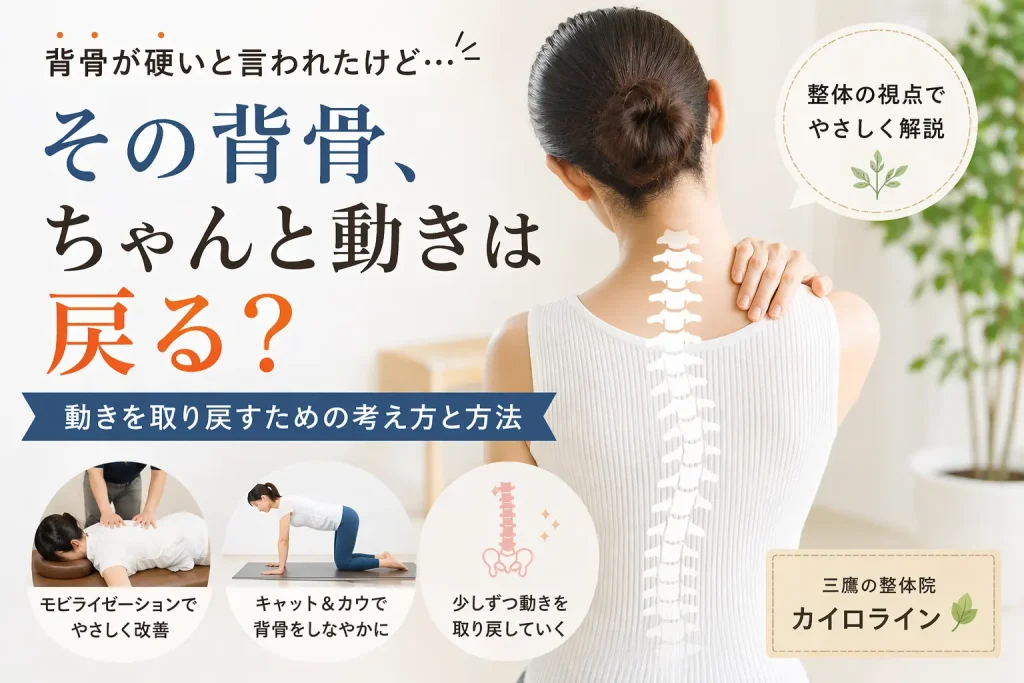 背骨が硬いと言われたけど…
その背骨、
ちゃんと動きは
戻る？
動きを取り戻すための考え方と方法
整体の視点で
やさしく解説
モビライゼーションで
やさしく改善
キャット＆カウで
背骨をしなやかに
少しずつ動きを
取り戻していく
三鷹の整体院
カイロライン